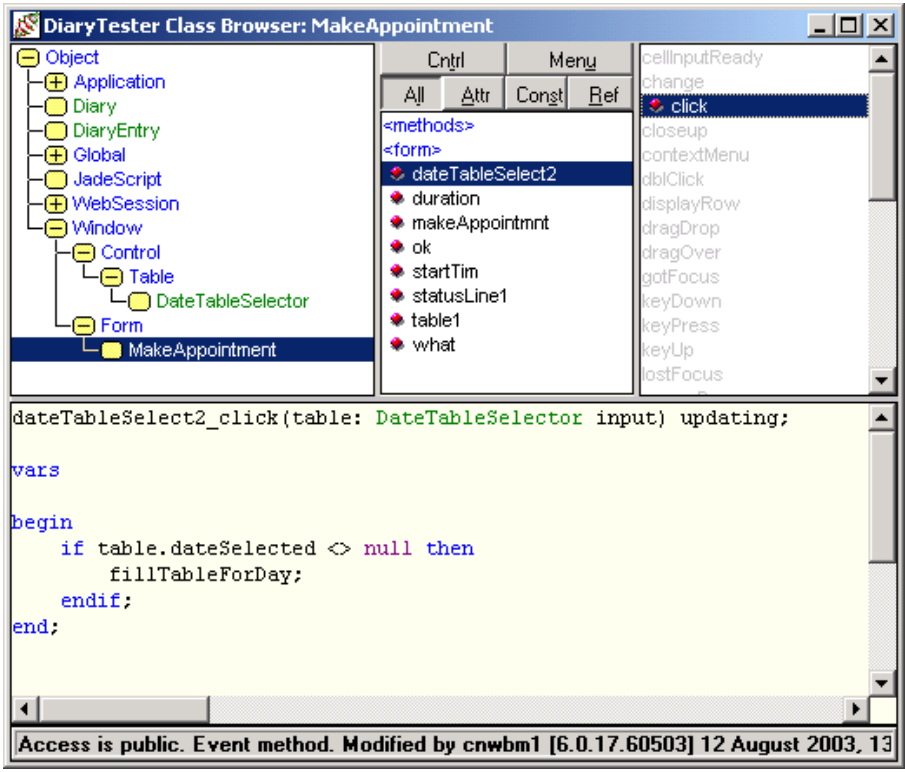 DiaryTester Class Browser: MakeAppointment
Object
Application
Diary
DiaryEntry
Global
JadeScript
WebSession
Window
Control
Table
DateTableSelector
Form
MakeAppointment
Cntrl Menu
All Attr Const Ref
<methods>
<form>
dateTableSelect2
duration
makeAppointmnt
ok
startTim
statusLine1
table1
what
cellInputReady
change
click
closeup
contextMenu
dblClick
displayRow
dragDrop
dragOver
gotFocus
keyDown
keyPress
keyUp
lostFocus
dateTableSelect2_click(table: DateTableSelector input) updating;
vars
begin
if table.dateSelected <> null then
fillTableForDay;
endif;
end;
Access is public. Event method. Modified by cnwbm1 [6.0.17.60503] 12 August 2003, 13